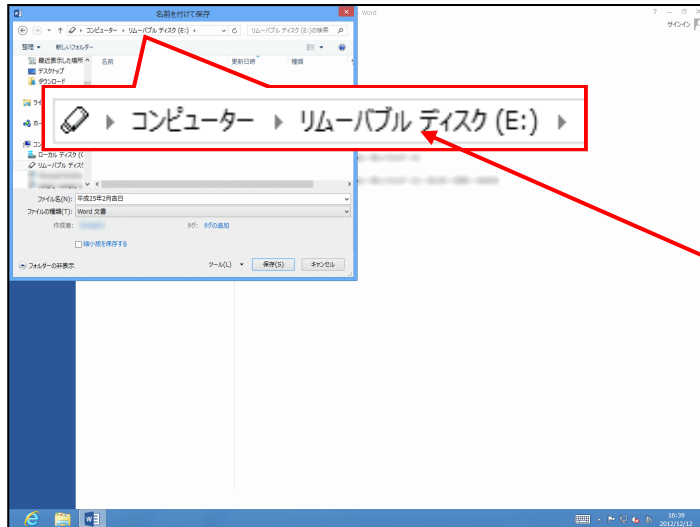 名前を付けて保存
Word
サインイン
コンピューター ▸ リムーバブル ディスク (E:) ▸
リムーバブル ディスク (E:)の検索
整理 ▼ 新しいフォルダー
最近表示した場所
名前 更新日時 種類
デスクトップ
ダウンロード
コンピューター ▸ リムーバブル ディスク (E:) ▸
ローカル ディスク (C
リムーバブル ディスク
ファイル名(N): 平成25年2月吉日
ファイルの種類(T): Word 文書
作成者:
タグ: タグの追加
縮小版を保存する
フォルダーの非表示
ツール(L) ▼ 保存(S) キャンセル
16:39
2012/12/12